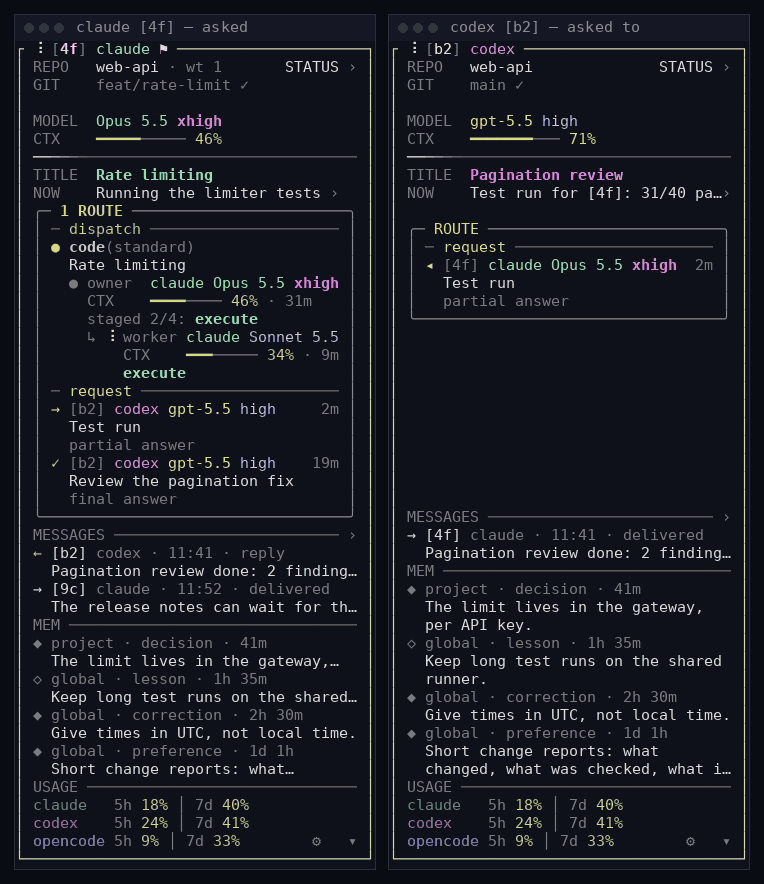 claude [4f] — asked
⠸ [4f] claude ⚑
REPO web-api · wt 1 STATUS ›
GIT feat/rate-limit ✓
MODEL Opus 5.5 xhigh
CTX 46%
TITLE Rate limiting
NOW Running the limiter tests ›
1 ROUTE
dispatch
● code(standard)
Rate limiting
● owner claude Opus 5.5 xhigh
CTX 46% · 31m
staged 2/4: execute
↳ ⠸ worker claude Sonnet 5.5
CTX 34% · 9m
execute
request
→ [b2] codex gpt-5.5 high 2m
Test run
partial answer
✓ [b2] codex gpt-5.5 high 19m
Review the pagination fix
final answer
MESSAGES ›
← [b2] codex · 11:41 · reply
Pagination review done: 2 finding…
→ [9c] claude · 11:52 · delivered
The release notes can wait for th…
MEM
◆ project · decision · 41m
The limit lives in the gateway,…
◇ global · lesson · 1h 35m
Keep long test runs on the shared…
◆ global · correction · 2h 30m
Give times in UTC, not local time.
◆ global · preference · 1d 1h
Short change reports: what…
USAGE
claude 5h 18% │ 7d 40%
codex 5h 24% │ 7d 41%
opencode 5h 9% │ 7d 33% ⚙ ▾
codex [b2] — asked to
⠸ [b2] codex
REPO web-api STATUS ›
GIT main ✓
MODEL gpt-5.5 high
CTX 71%
TITLE Pagination review
NOW Test run for [4f]: 31/40 pa…›
ROUTE
request
◂ [4f] claude Opus 5.5 xhigh 2m
Test run
partial answer
MESSAGES ›
→ [4f] claude · 11:41 · delivered
Pagination review done: 2 finding…
MEM
◆ project · decision · 41m
The limit lives in the gateway,
per API key.
◇ global · lesson · 1h 35m
Keep long test runs on the shared
runner.
◆ global · correction · 2h 30m
Give times in UTC, not local time.
◆ global · preference · 1d 1h
Short change reports: what
changed, what was checked, what i…
USAGE
claude 5h 18% │ 7d 40%
codex 5h 24% │ 7d 41%
opencode 5h 9% │ 7d 33% ⚙ ▾